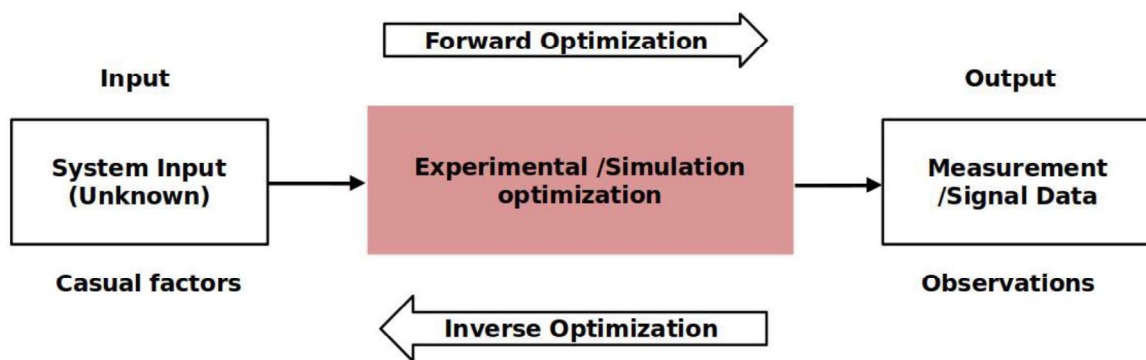 Forward Optimization
Input
Output
System Input
(Unknown)
Experimental /Simulation
optimization
Measurement
/Signal Data
Casual factors
Observations
Inverse Optimization